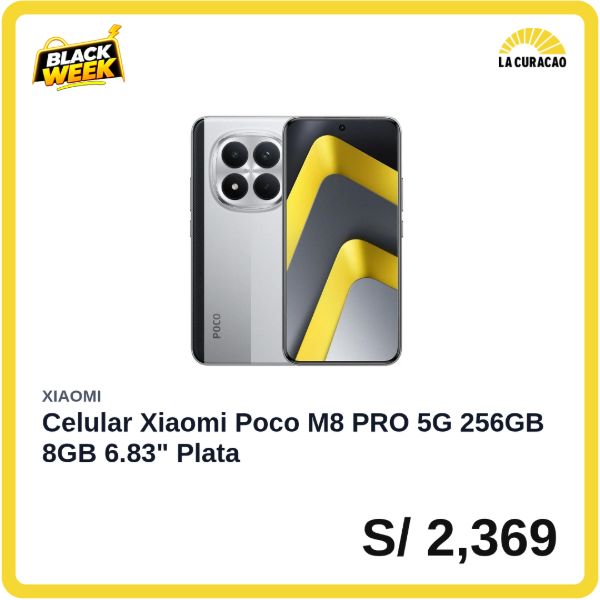 BLACK
WEEK
LA CURACAO
POCO
XIAOMI
Celular Xiaomi Poco M8 PRO 5G 256GB
8GB 6.83" Plata
S/ 2,369